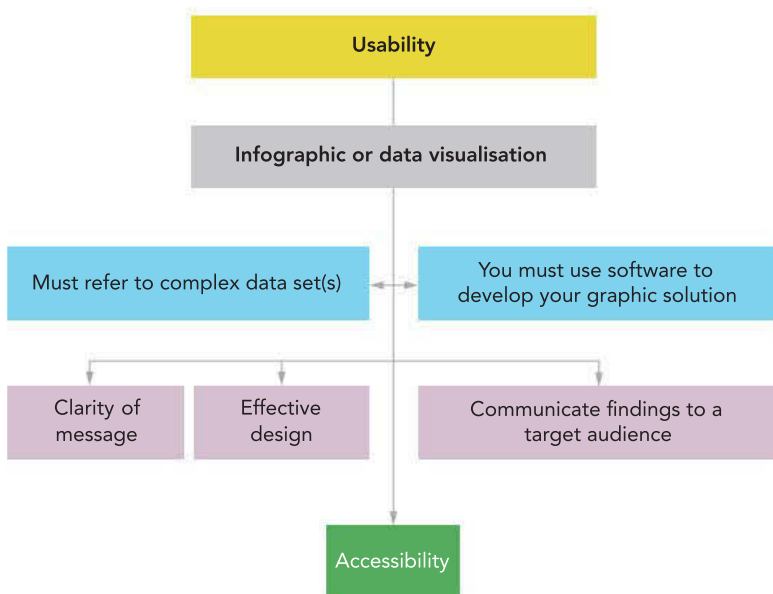 Usability
Infographic or data visualisation
Must refer to complex data set(s)
You must use software to
develop your graphic solution
Clarity of
message
Effective
design
Communicate findings to a
target audience
Accessibility